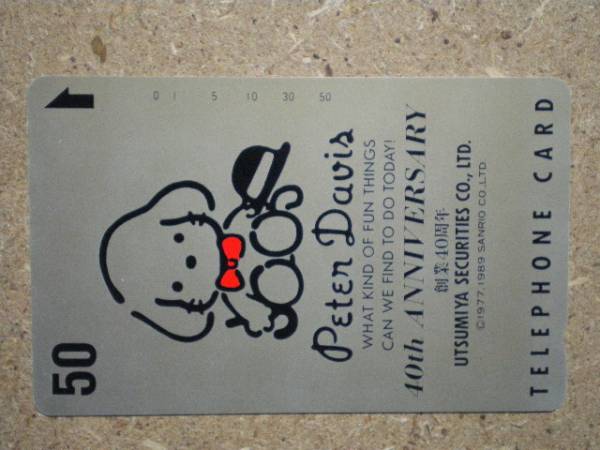 50
0 1 5 10 30 50
Peter Davis
WHAT KIND OF FUN THINGS
CAN WE FIND TO DO TODAY!
40th ANNIVERSARY
創業40周年
UTSUMIYA SECURITIES CO., LTD.
©1977,1989 SANRIO CO.,LTD
TELEPHONE CARD